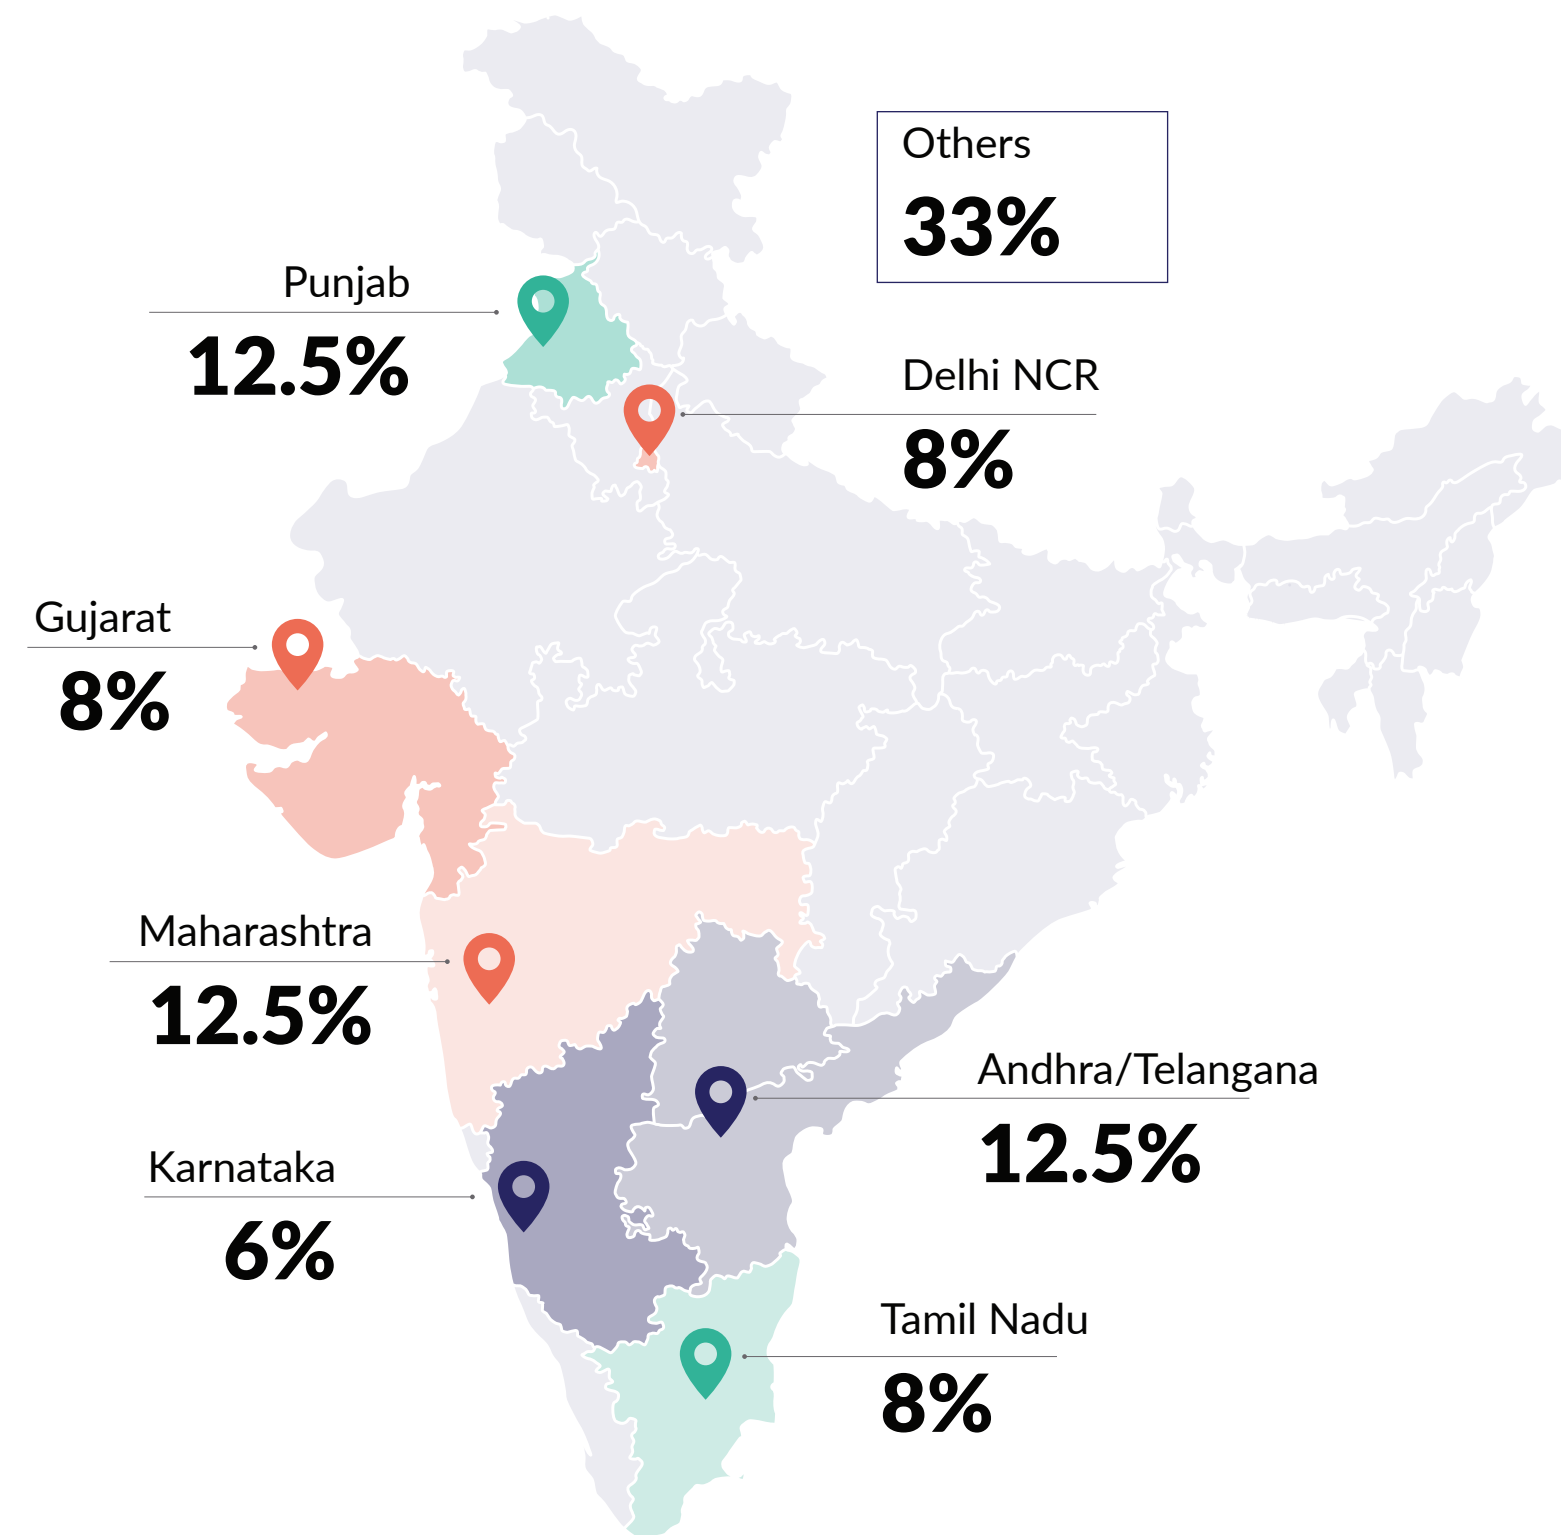 Others
33%
Punjab
12.5%
Delhi NCR
8%
Gujarat
8%
Maharashtra
12.5%
Andhra/Telangana
12.5%
Karnataka
6%
Tamil Nadu
8%